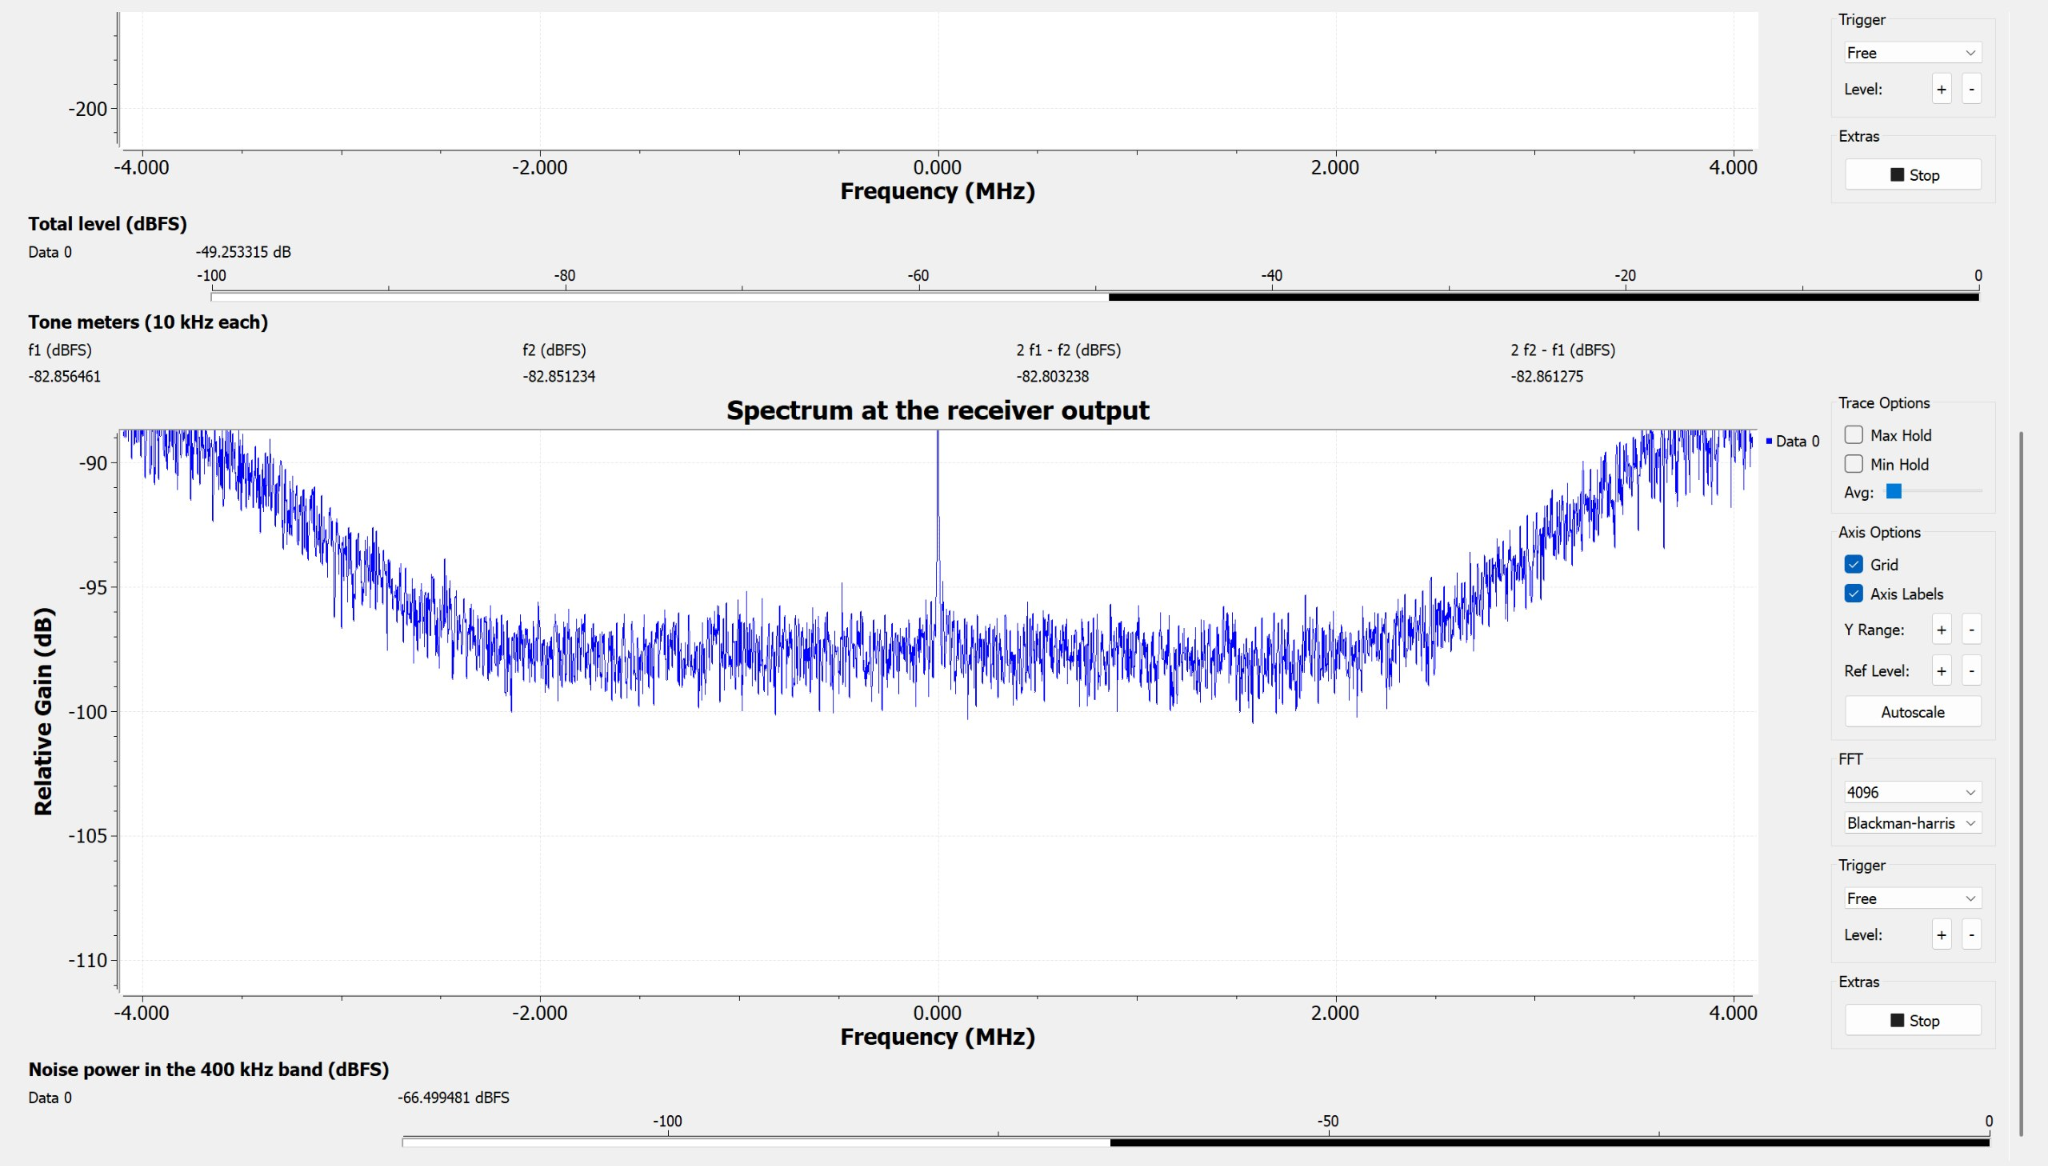 Trigger
Free
Level: + -
-200
Extras
-4.000 -2.000 0.000 2.000 4.000
Stop
Frequency (MHz)
Total level (dBFS)
Data 0 -49.253315 dB
-100 -80 -60 -40 -20 0
Tone meters (10 kHz each)
f1 (dBFS) f2 (dBFS) 2 f1 - f2 (dBFS) 2 f2 - f1 (dBFS)
-82.856461 -82.851234 -82.803238 -82.861275
Spectrum at the receiver output
Trace Options
Data 0
Max Hold
Min Hold
Avg:
Axis Options
Grid
Axis Labels
Y Range: + -
Ref Level: + -
Autoscale
FFT
4096
Blackman-harris
Trigger
Free
Level: + -
Extras
Stop
-90
-95
-100
-105
-110
Relative Gain (dB)
-4.000 -2.000 0.000 2.000 4.000
Frequency (MHz)
Noise power in the 400 kHz band (dBFS)
Data 0 -66.499481 dBFS
-100 -50 0